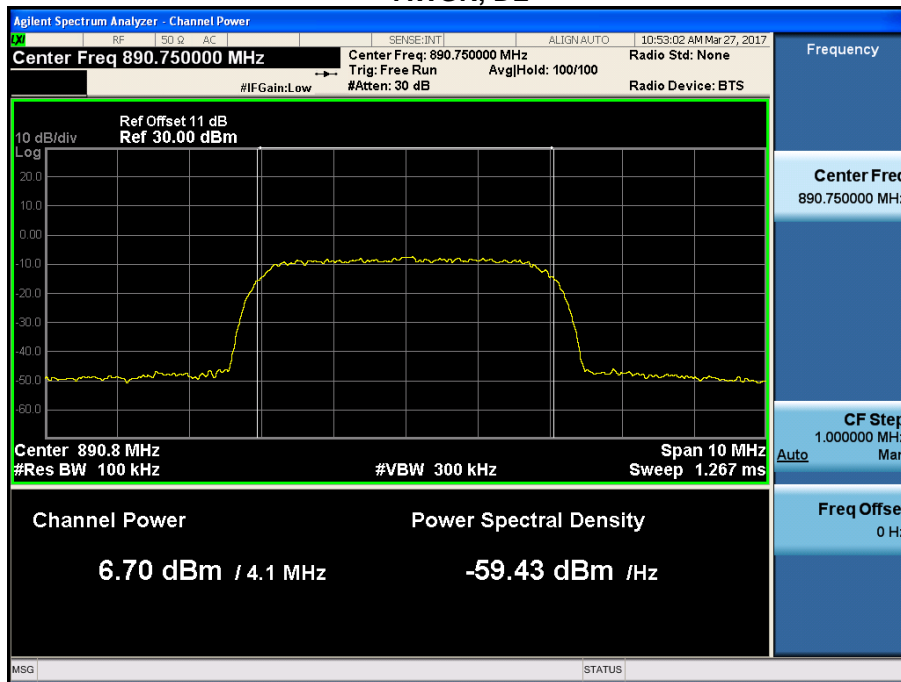 Agilent Spectrum Analyzer - Channel Power
LXI RF 50 Ω AC SENSE:INT ALIGN AUTO 10:53:02 AM Mar 27, 2017
Center Freq 890.750000 MHz
Center Freq: 890.750000 MHz
Radio Std: None
Trig: Free Run Avg|Hold: 100/100
#IFGain:Low #Atten: 30 dB Radio Device: BTS
Frequency
Ref Offset 11 dB
10 dB/div Ref 30.00 dBm
Log
20.0
10.0
0.00
-10.0
-20.0
-30.0
-40.0
-50.0
-60.0
Center 890.8 MHz Span 10 MHz
#Res BW 100 kHz #VBW 300 kHz Sweep 1.267 ms
Channel Power Power Spectral Density
6.70 dBm / 4.1 MHz -59.43 dBm /Hz
Center Freq
890.750000 MHz
CF Step
1.000000 MHz
Auto Man
Freq Offset
0 Hz
MSG STATUS